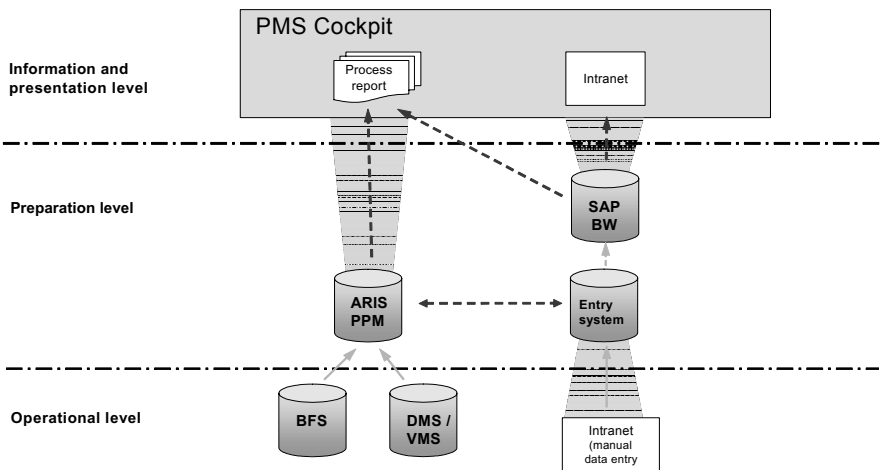 PMS Cockpit
Information and
presentation level
Process
report
Intranet
Preparation level
SAP
BW
ARIS
PPM
Entry
system
Operational level
BFS
DMS /
VMS
Intranet
(manual
data entry